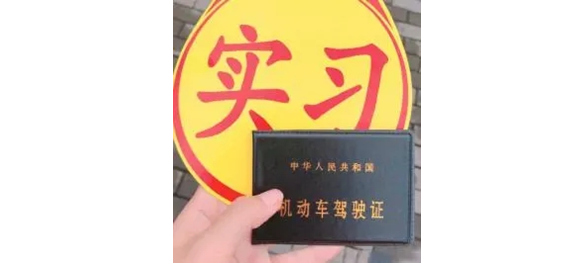 实习
中华人民共和国
机动车驾驶证